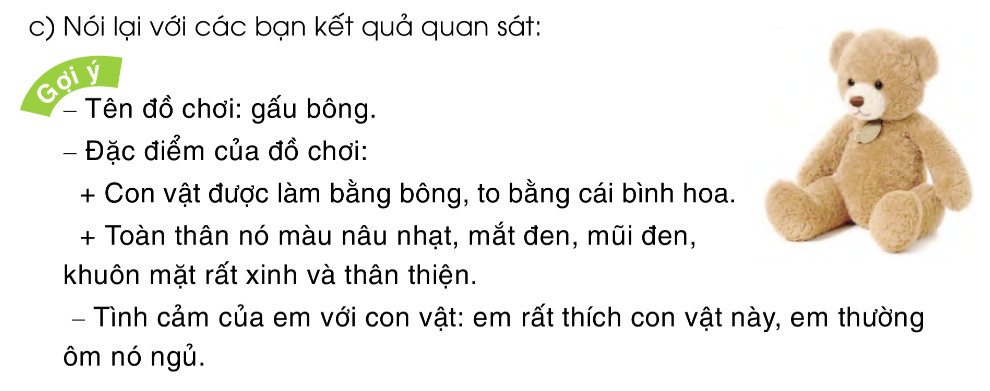 c) Nói lại với các bạn kết quả quan sát:
Gợi ý
– Tên đồ chơi: gấu bông.
– Đặc điểm của đồ chơi:
+ Con vật được làm bằng bông, to bằng cái bình hoa.
+ Toàn thân nó màu nâu nhạt, mắt đen, mũi đen,
khuôn mặt rất xinh và thân thiện.
– Tình cảm của em với con vật: em rất thích con vật này, em thường
ôm nó ngủ.